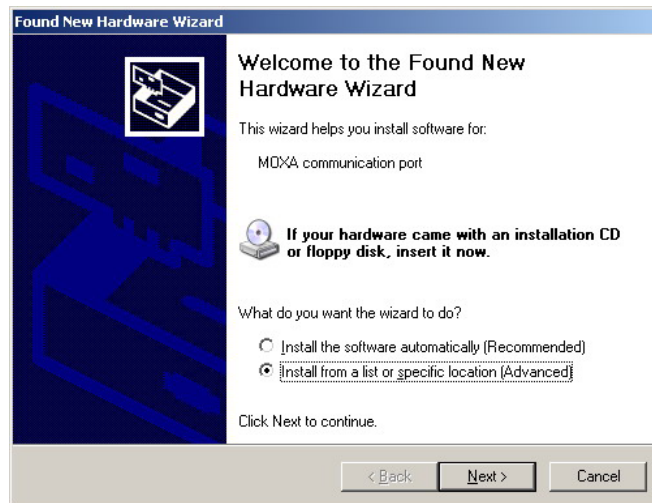 Found New Hardware Wizard
Welcome to the Found New
Hardware Wizard
This wizard helps you install software for:
MOXA communication port
If your hardware came with an installation CD
or floppy disk, insert it now.
What do you want the wizard to do?
Install the software automatically (Recommended)
Install from a list or specific location (Advanced)
Click Next to continue.
< Back
Next >
Cancel